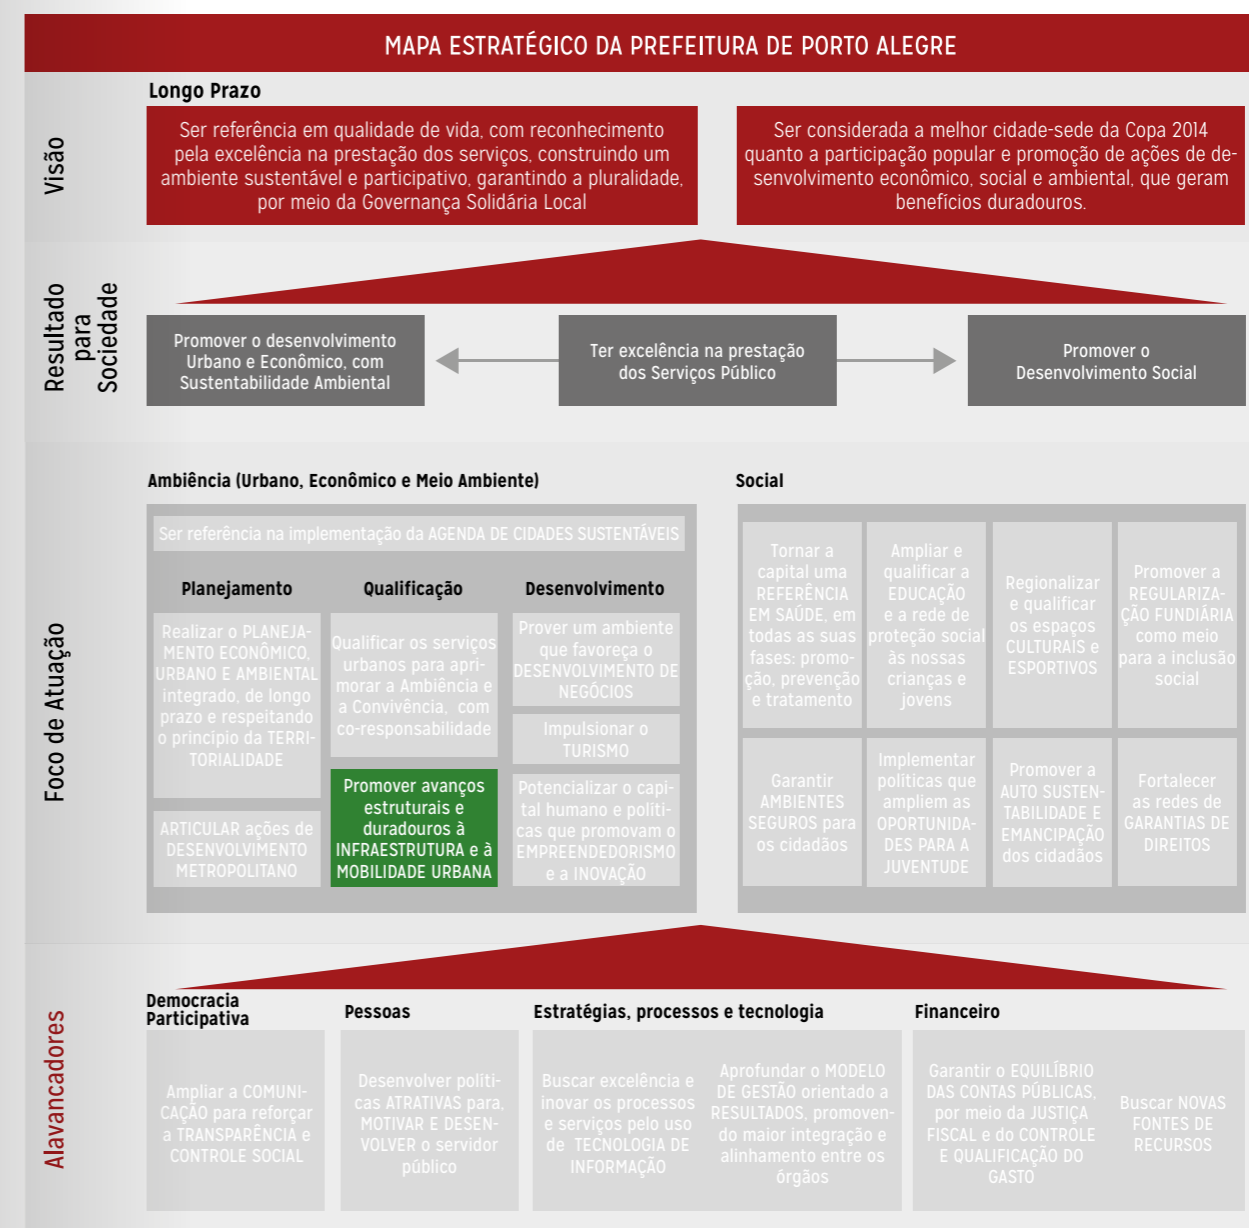 MAPA ESTRATÉGICO DA PREFEITURA DE PORTO ALEGRE
Visão
Longo Prazo
Ser referência em qualidade de vida, com reconhecimento
pela excelência na prestação dos serviços, construindo um
ambiente sustentável e participativo, garantindo a pluralidade,
por meio da Governança Solidária Local
Ser considerada a melhor cidade-sede da Copa 2014
quanto a participação popular e promoção de ações de de-
senvolvimento econômico, social e ambiental, que geram
benefícios duradouros.
Resultado
para
Sociedade
Promover o desenvolvimento
Urbano e Econômico, com
Sustentabilidade Ambiental
Ter excelência na prestação
dos Serviços Público
Promover o
Desenvolvimento Social
Foco de Atuação
Ambiência (Urbano, Econômico e Meio Ambiente)
Ser referência na implementação da AGENDA DE CIDADES SUSTENTÁVEIS
Planejamento
Realizar o PLANEJA-
MENTO ECONÔMICO,
URBANO E AMBIENTAL
integrado, de longo
prazo e respeitando
o princípio da TERRI-
TORIALIDADE
ARTICULAR ações de
DESENVOLVIMENTO
METROPOLITANO
Qualificação
Qualificar os serviços
urbanos para apri-
morar a Ambiência e
a Convivência, com
co-responsabilidade
Promover avanços
estruturais e
duradouros à
INFRAESTRUTURA e à
MOBILIDADE URBANA
Desenvolvimento
Prover um ambiente
que favoreça o
DESENVOLVIMENTO DE
NEGÓCIOS
Impulsionar o
TURISMO
Potencializar o capi-
tal humano e políti-
cas que promovam o
EMPREENDEDORISMO
e a INOVAÇÃO
Social
Tornar a
capital uma
REFERÊNCIA
EM SAÚDE, em
todas as suas
fases: promo-
ção, prevenção
e tratamento
Ampliar e
qualificar a
EDUCAÇÃO
e a rede de
proteção social
às nossas
crianças e
jovens
Regionalizar
e qualificar
os espaços
CULTURAIS e
ESPORTIVOS
Promover a
REGULARIZA-
ÇÃO FUNDIÁRIA
como meio
para a inclusão
social
Garantir
AMBIENTES
SEGUROS para
os cidadãos
Implementar
políticas que
ampliem as
OPORTUNIDA-
DES PARA A
JUVENTUDE
Promover a
AUTO SUSTEN-
TABILIDADE E
EMANCIPAÇÃO
dos cidadãos
Fortalecer
as redes de
GARANTIAS DE
DIREITOS
Alavancadores
Democracia
Participativa
Ampliar a COMUNI-
CAÇÃO para reforçar
a TRANSPARÊNCIA e
CONTROLE SOCIAL
Pessoas
Desenvolver políti-
cas ATRATIVAS para,
MOTIVAR E DESEN-
VOLVER o servidor
público
Estratégias, processos e tecnologia
Buscar excelência e
inovar os processos
e serviços pelo uso
de TECNOLOGIA DE
INFORMAÇÃO
Aprofundar o MODELO
DE GESTÃO orientado a
RESULTADOS, promoven-
do maior integração e
alinhamento entre os
órgãos
Financeiro
Garantir o EQUILÍBRIO
DAS CONTAS PÚBLICAS,
por meio da JUSTIÇA
FISCAL e do CONTROLE
E QUALIFICAÇÃO DO
GASTO
Buscar NOVAS
FONTES DE
RECURSOS